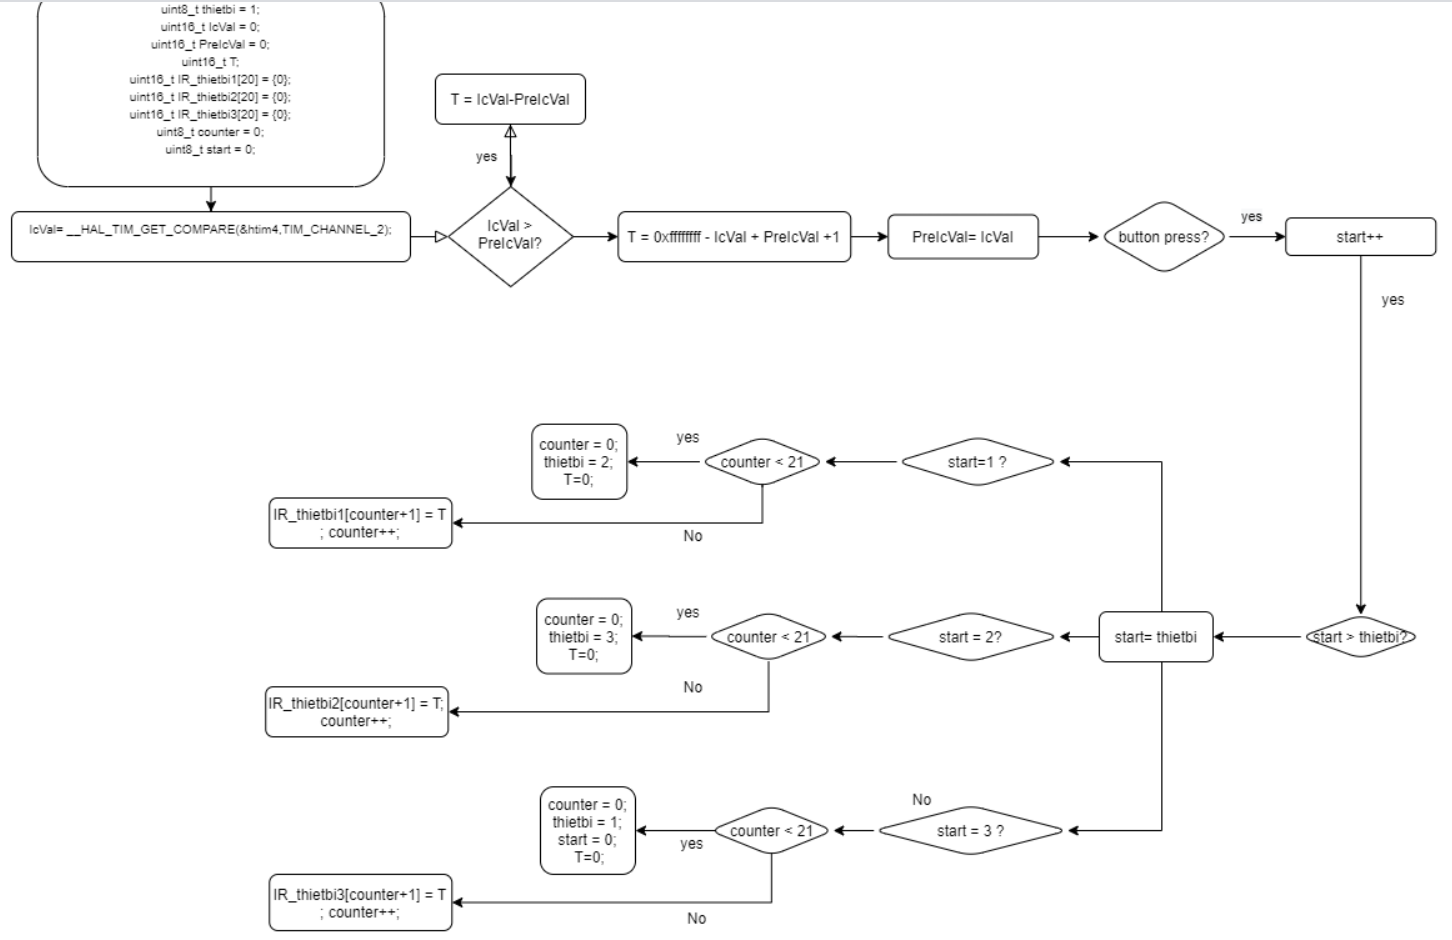 uint8_t thietbi = 1;
uint16_t IcVal = 0;
uint16_t PreIcVal = 0;
uint16_t T;
uint16_t IR_thietbi1[20] = {0};
uint16_t IR_thietbi2[20] = {0};
uint16_t IR_thietbi3[20] = {0};
uint8_t counter = 0;
uint8_t start = 0;
T = IcVal-PreIcVal
yes
IcVal= __HAL_TIM_GET_COMPARE(&htim4,TIM_CHANNEL_2);
IcVal >
PreIcVal?
T = 0xffffffff - IcVal + PreIcVal +1
PreIcVal= IcVal
button press?
yes
start++
yes
counter = 0;
thietbi = 2;
T=0;
yes
counter < 21
start=1 ?
IR_thietbi1[counter+1] = T
; counter++;
No
counter = 0;
thietbi = 3;
T=0;
yes
counter < 21
start = 2?
start= thietbi
start > thietbi?
No
IR_thietbi2[counter+1] = T;
counter++;
counter = 0;
thietbi = 1;
start = 0;
T=0;
yes
counter < 21
No
start = 3 ?
IR_thietbi3[counter+1] = T
; counter++;
No